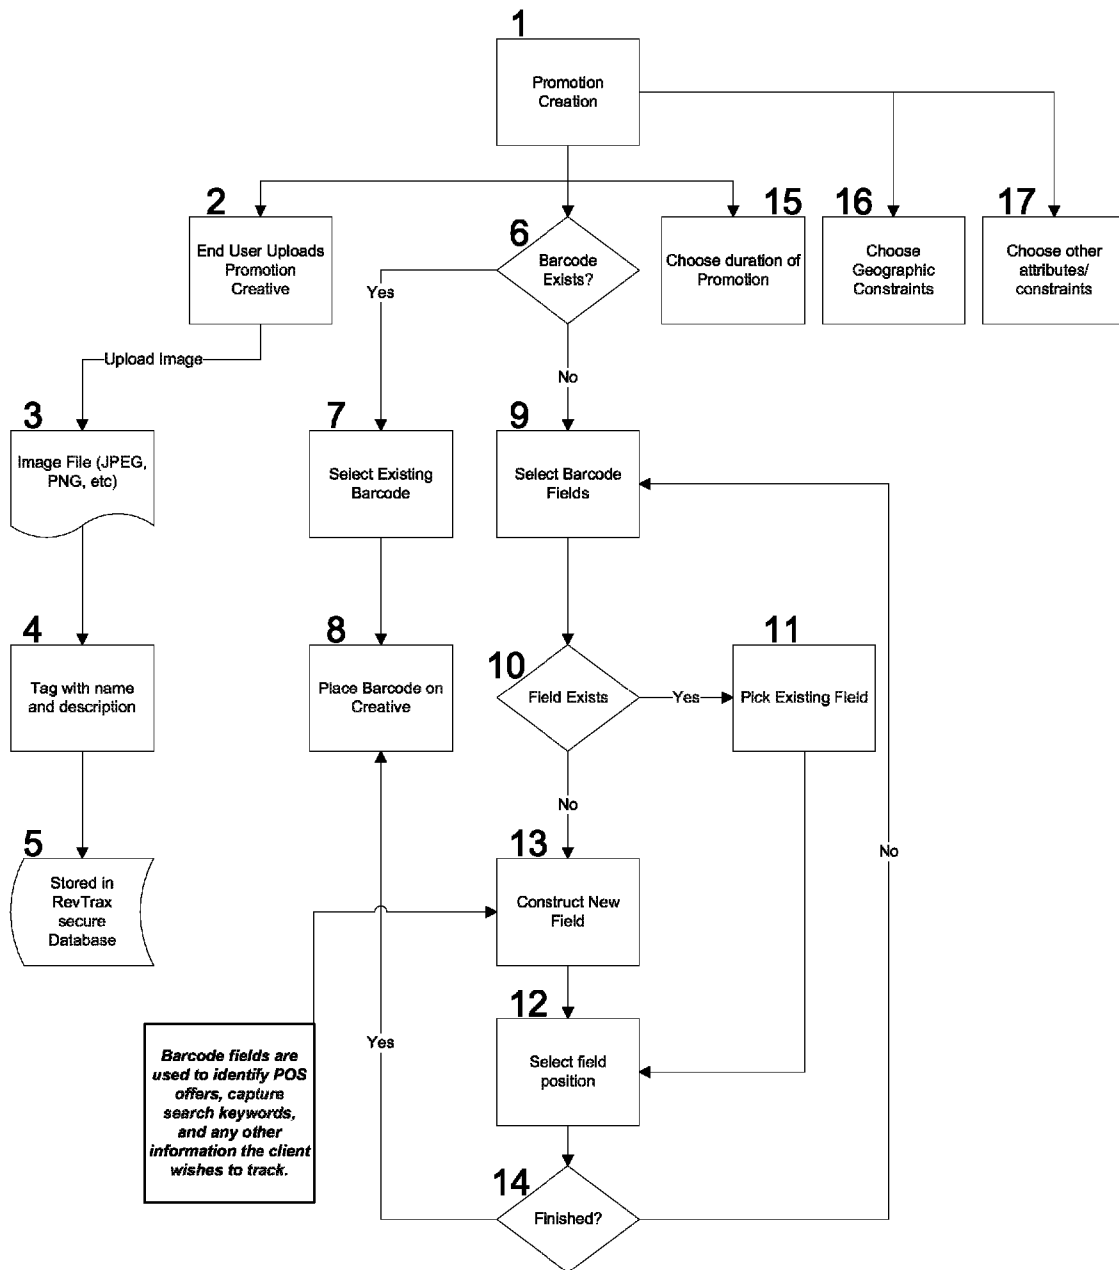 1
Promotion
Creation
2
End User Uploads
Promotion
Creative
6
Barcode
Exists?
15
Choose duration of
Promotion
16
Choose
Geographic
Constraints
17
Choose other
attributes/
constraints
Yes
Upload Image
No
3
Image File (JPEG,
PNG, etc)
7
Select Existing
Barcode
9
Select Barcode
Fields
4
Tag with name
and description
8
Place Barcode on
Creative
10
Field Exists
Yes
11
Pick Existing Field
No
5
Stored in
RevTrax
secure
Database
13
Construct New
Field
No
12
Select field
position
Yes
Barcode fields are
used to identify POS
offers, capture
search keywords,
and any other
information the client
wishes to track.
14
Finished?